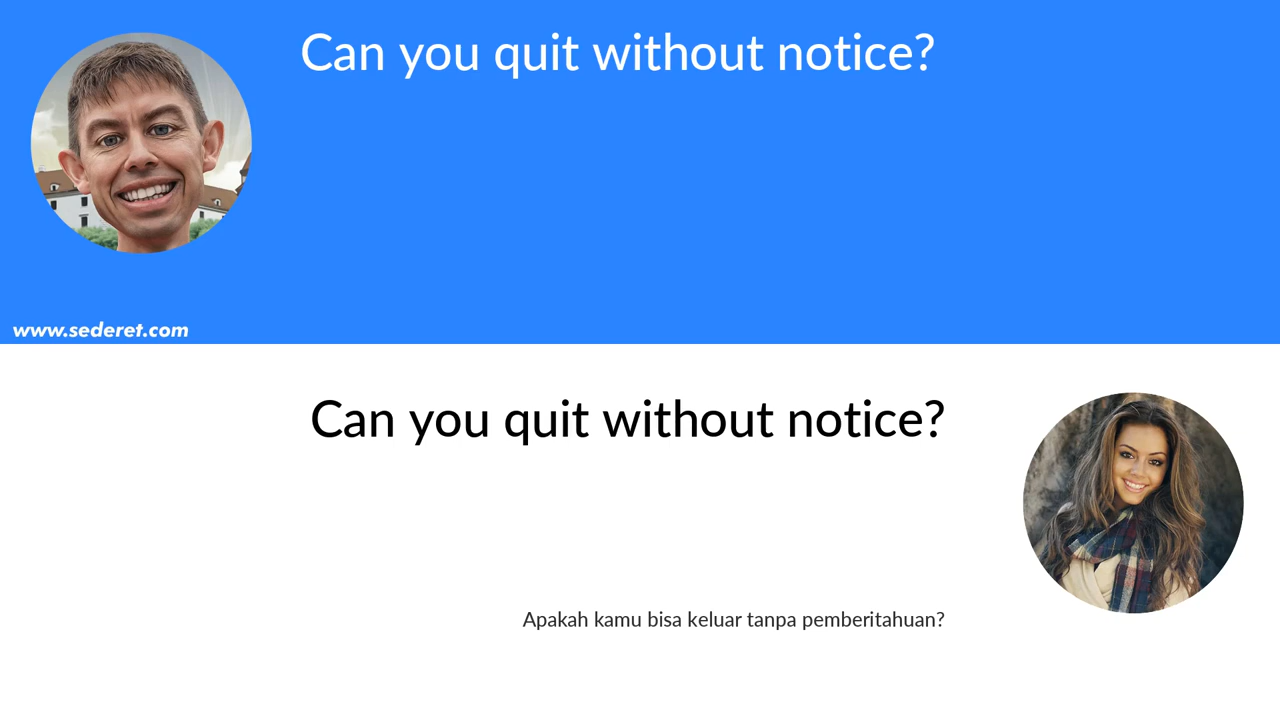 Can you quit without notice?
www.sederet.com
Can you quit without notice?
Apakah kamu bisa keluar tanpa pemberitahuan?